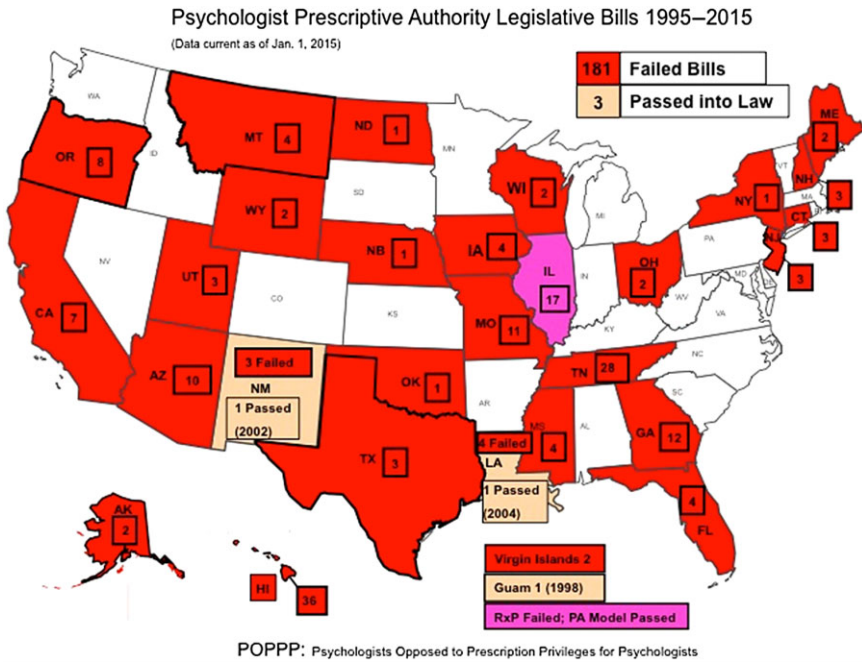 Psychologist Prescriptive Authority Legislative Bills 1995–2015
(Data current as of Jan. 1, 2015)
181 Failed Bills
3 Passed into Law
WA
MT 4
ND 1
MN
ME
2
OR 8
ID
SD
WI 2
MI
VT
NH
NY 1
MA
3
WY 2
CT
3
NB 1
IA 4
PA
NJ
3
NV
UT 3
CO
KS
IL
17
IN
OH
2
WV
MD
DE
VA
CA 7
MO 11
KY
NC
AZ 10
3 Failed
NM
1 Passed
(2002)
OK 1
AR
TN 28
SC
TX 3
4 Failed
LA
1 Passed
(2004)
MS
4
AL
GA 12
4
FL
AK
2
HI
36
Virgin Islands 2
Guam 1 (1998)
RxP Failed; PA Model Passed
POPPP: Psychologists Opposed to Prescription Privileges for Psychologists